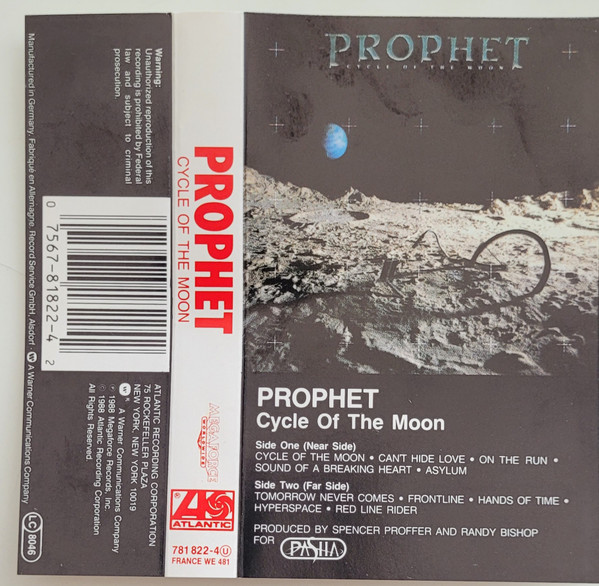 PROPHET
CYCLE OF THE MOON
PROPHET
Cycle Of The Moon
Side One (Near Side)
CYCLE OF THE MOON • CAN'T HIDE LOVE • ON THE RUN •
SOUND OF A BREAKING HEART • ASYLUM
Side Two (Far Side)
TOMORROW NEVER COMES • FRONTLINE • HANDS OF TIME •
HYPERSPACE • RED LINE RIDER
PRODUCED BY SPENCER PROFFER AND RANDY BISHOP
FOR PASHA
PROPHET
CYCLE OF THE MOON
MEGAFORCE
WORLDWIDE
ATLANTIC
781 822-4 U
FRANCE WE 481
Warning:
Unauthorized reproduction of this
recording is prohibited by Federal
law and subject to criminal
prosecution.
0 7567-81822-4 2
ATLANTIC RECORDING CORPORATION
75 ROCKEFELLER PLAZA
NEW YORK, NEW YORK 10019
A Warner Communications Company
℗ 1988 Megaforce Records, Inc.
© 1988 Atlantic Recording Corporation
All Rights Reserved
Manufactured in Germany. Fabriqué en Allemagne. Record Service GmbH, Alsdorf · A Warner Communications Company
LC 8046